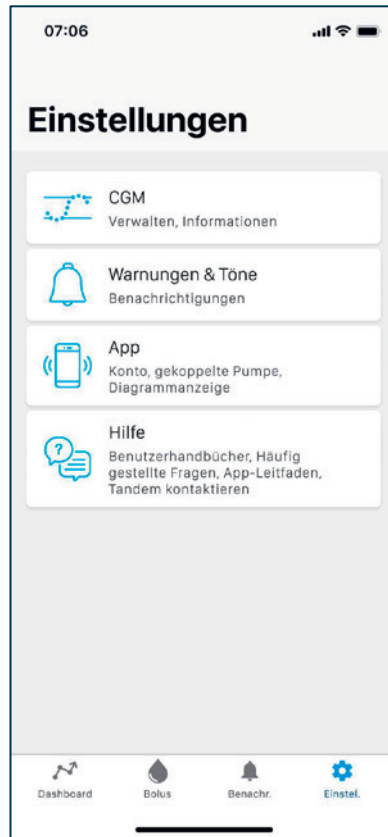 07:06
Einstellungen
CGM
Verwalten, Informationen
Warnungen & Töne
Benachrichtigungen
App
Konto, gekoppelte Pumpe,
Diagrammanzeige
Hilfe
Benutzerhandbücher, Häufig
gestellte Fragen, App-Leitfaden,
Tandem kontaktieren
Dashboard Bolus Benachr. Einstel.